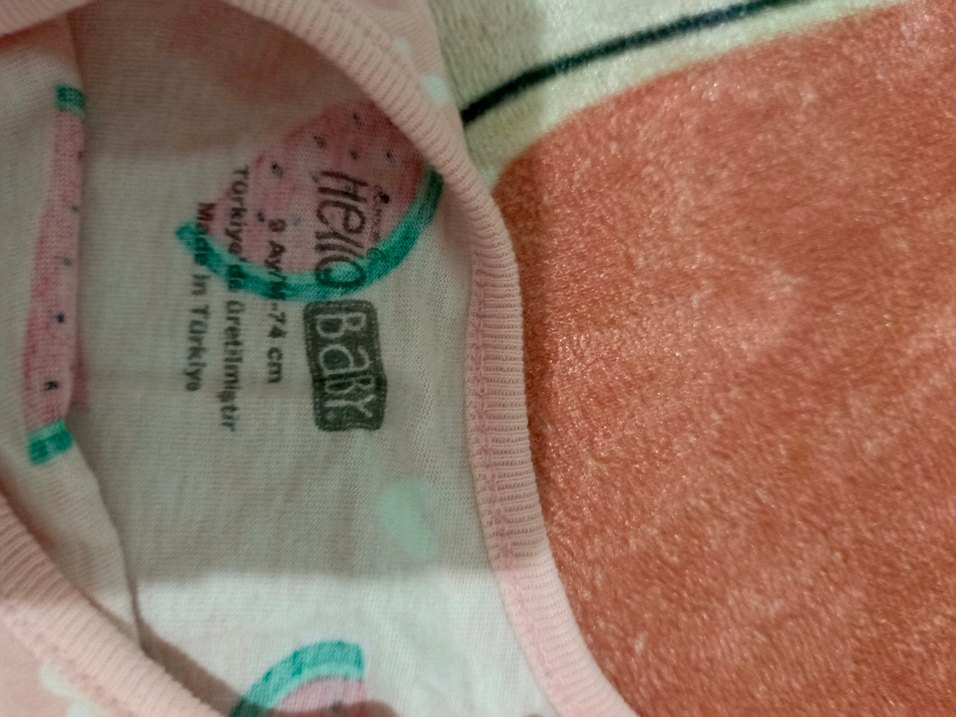 Hello
BaBY
9 Ay/M-74 cm
Türkiye'de Üretilmiştir
Made in Türkiye